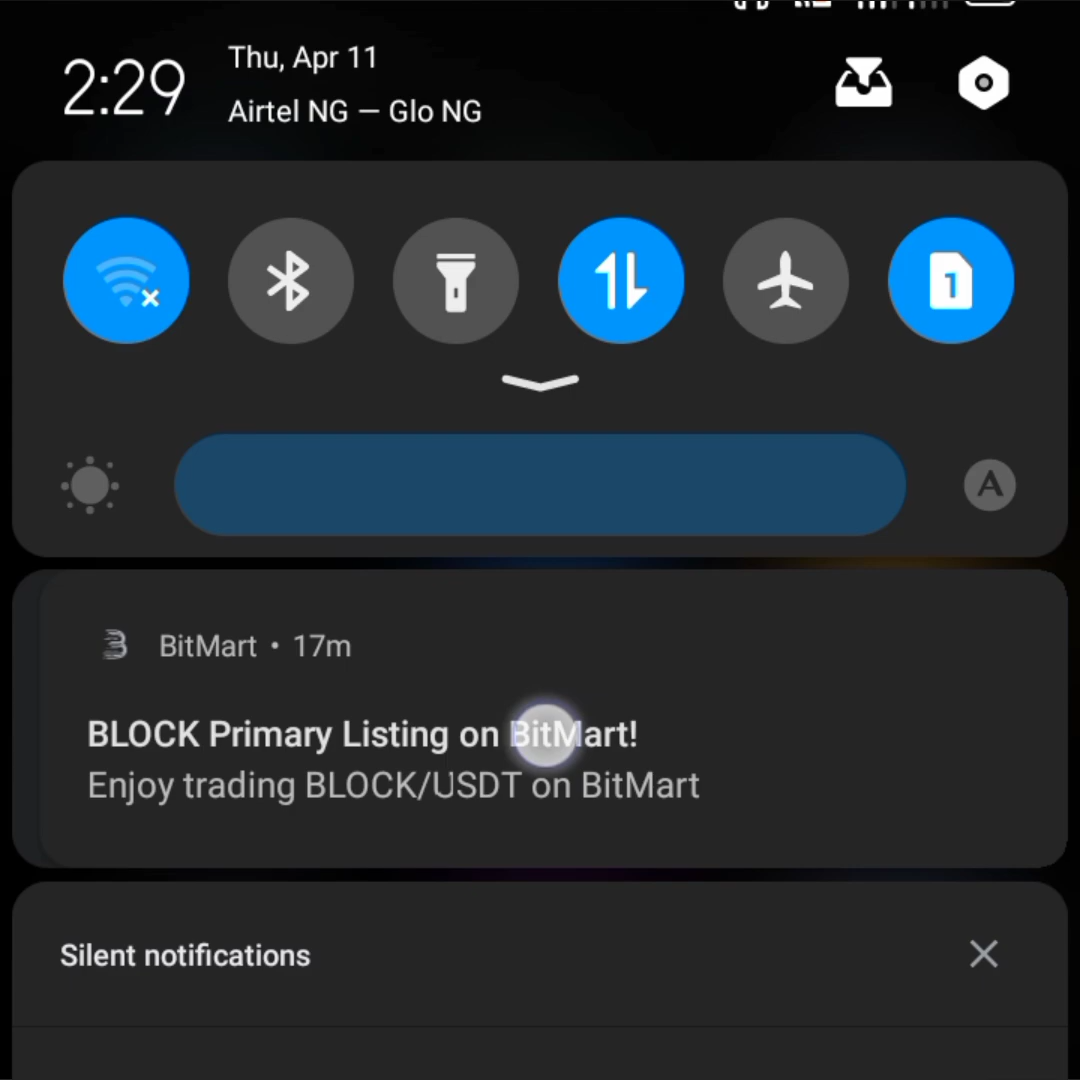 2:29
Thu, Apr 11
Airtel NG — Glo NG
1
A
BitMart • 17m
BLOCK Primary Listing on BitMart!
Enjoy trading BLOCK/USDT on BitMart
Silent notifications